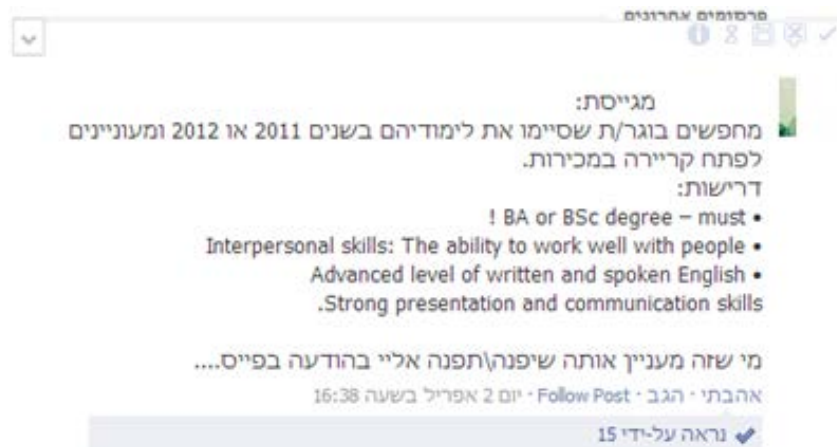 פרסומים אחרונים
מגייסת:
מחפשים בוגר/ת שסיימו את לימודיהם בשנים 2011 או 2012 ומעוניינים
לפתח קריירה במכירות.
דרישות:
• BA or BSc degree – must !
• Interpersonal skills: The ability to work well with people
• Advanced level of written and spoken English
Strong presentation and communication skills.
מי שזה מעניין אותה שיפנה\תפנה אליי בהודעה בפייס....
אהבתי · הגב · Follow Post · יום 2 אפריל בשעה 16:38
נראה על-ידי 15